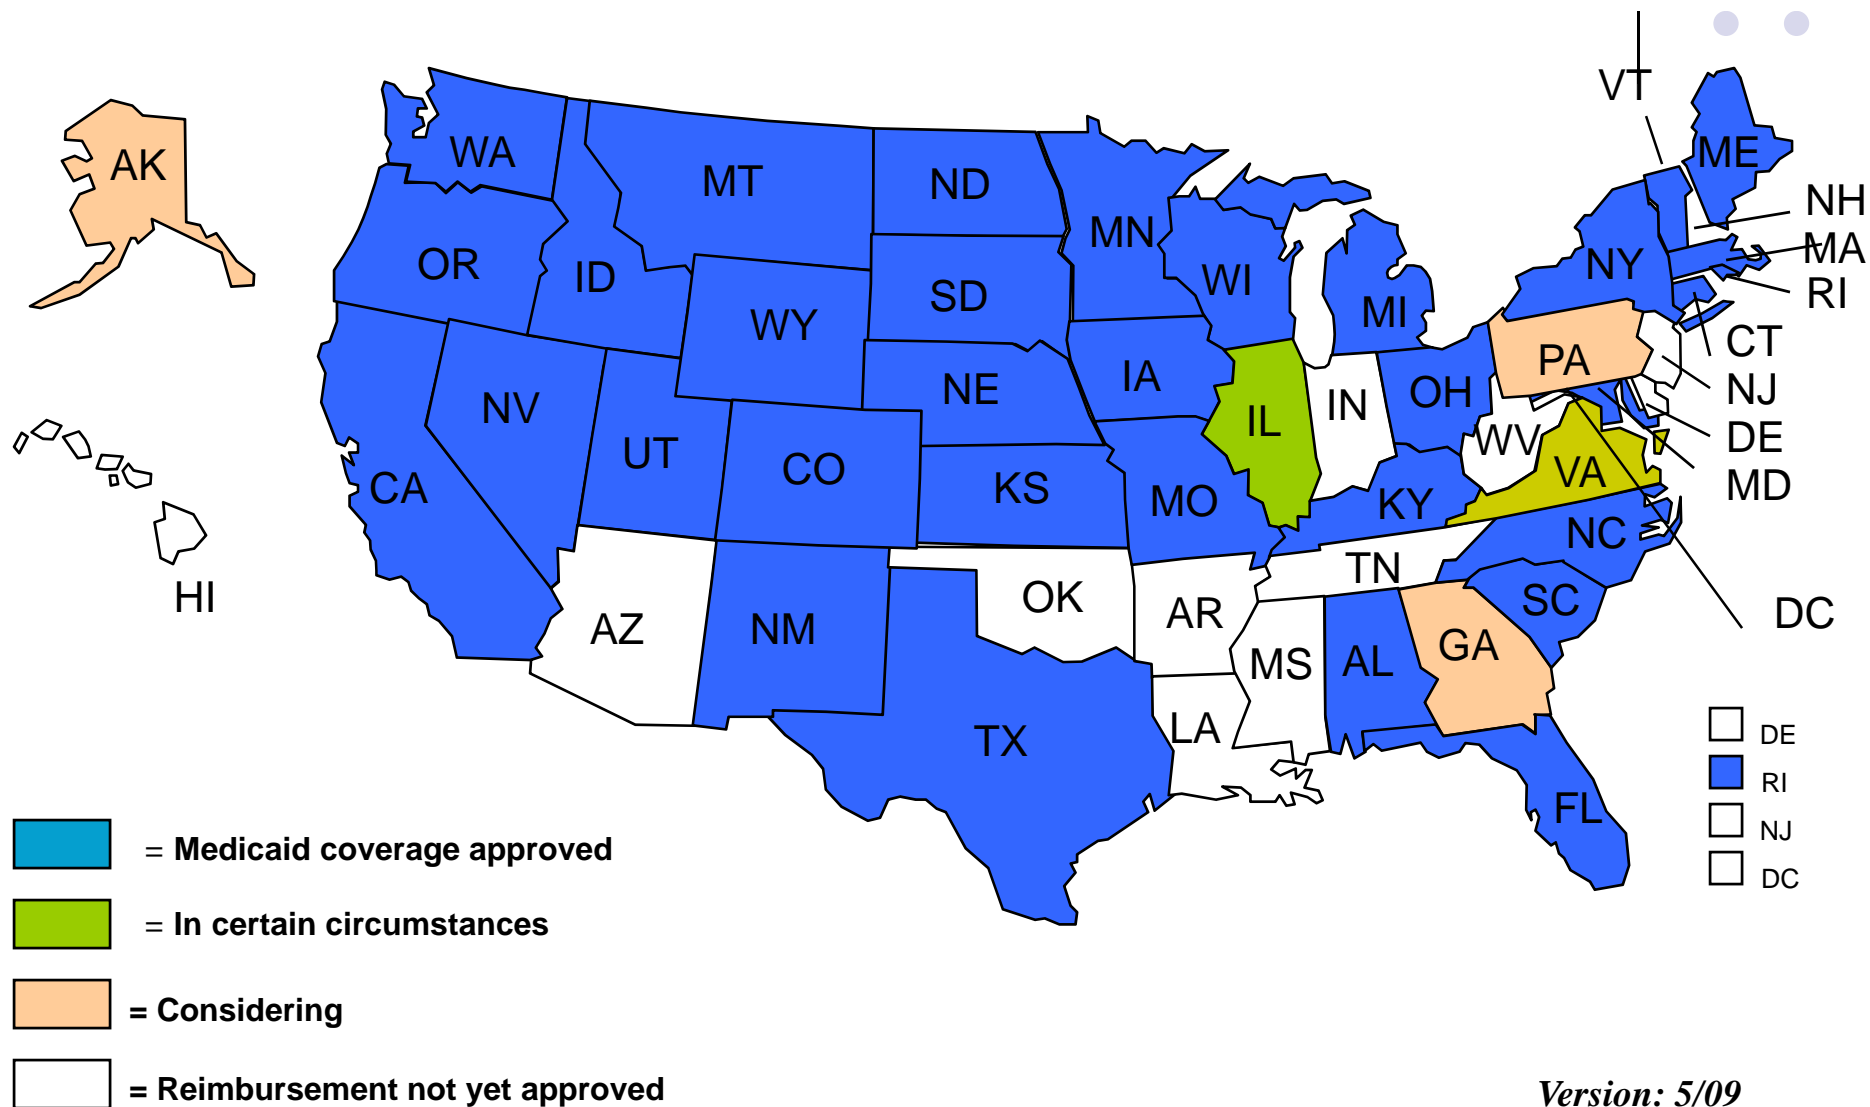 VT
WA
MT
ND
ME
AK
MN
NH
OR
ID
SD
WI
NY
MA
RI
WY
MI
CT
NV
NE
IA
OH
PA
NJ
UT
CO
IL
IN
WV
DE
CA
KS
MO
KY
VA
MD
NC
HI
AZ
NM
OK
AR
TN
SC
DC
MS
AL
GA
TX
LA
FL
DE
RI
NJ
DC
= Medicaid coverage approved
= In certain circumstances
= Considering
= Reimbursement not yet approved
Version: 5/09